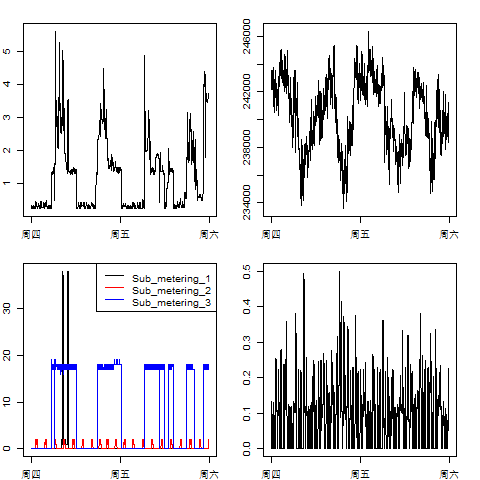 5
4
3
2
1
周四
周五
周六
246000
242000
238000
234000
周四
周五
周六
30
20
10
0
Sub_metering_1
Sub_metering_2
Sub_metering_3
周四
周五
周六
0.5
0.4
0.3
0.2
0.1
0.0
周四
周五
周六